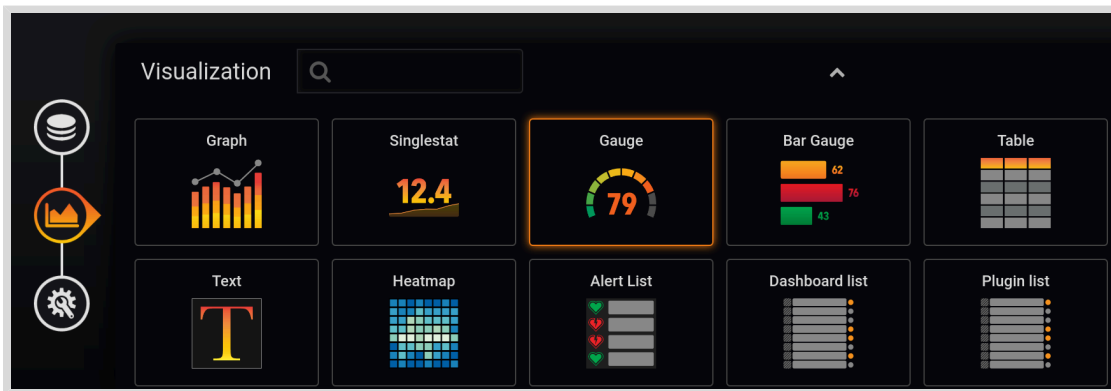 Visualization
Graph
Singlestat
Gauge
Bar Gauge
Table
12.4
79
62
76
43
Text
Heatmap
Alert List
Dashboard list
Plugin list
T